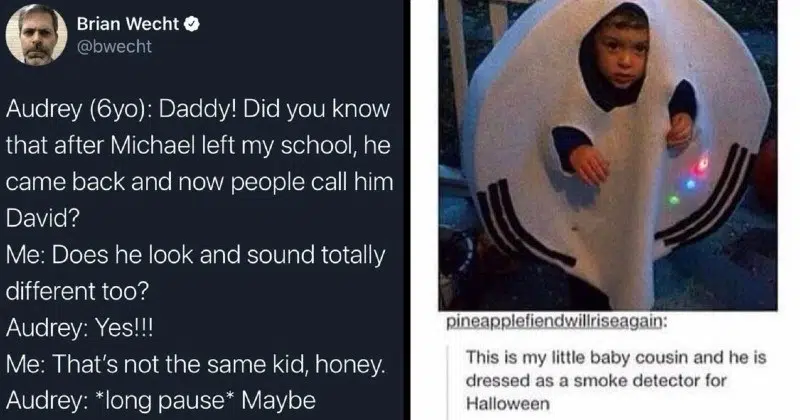 Brian Wecht
@bwecht
Audrey (6yo): Daddy! Did you know
that after Michael left my school, he
came back and now people call him
David?
Me: Does he look and sound totally
different too?
Audrey: Yes!!!
Me: That's not the same kid, honey.
Audrey: *long pause* Maybe
pineapplefiendwillriseagain:
This is my little baby cousin and he is
dressed as a smoke detector for
Halloween